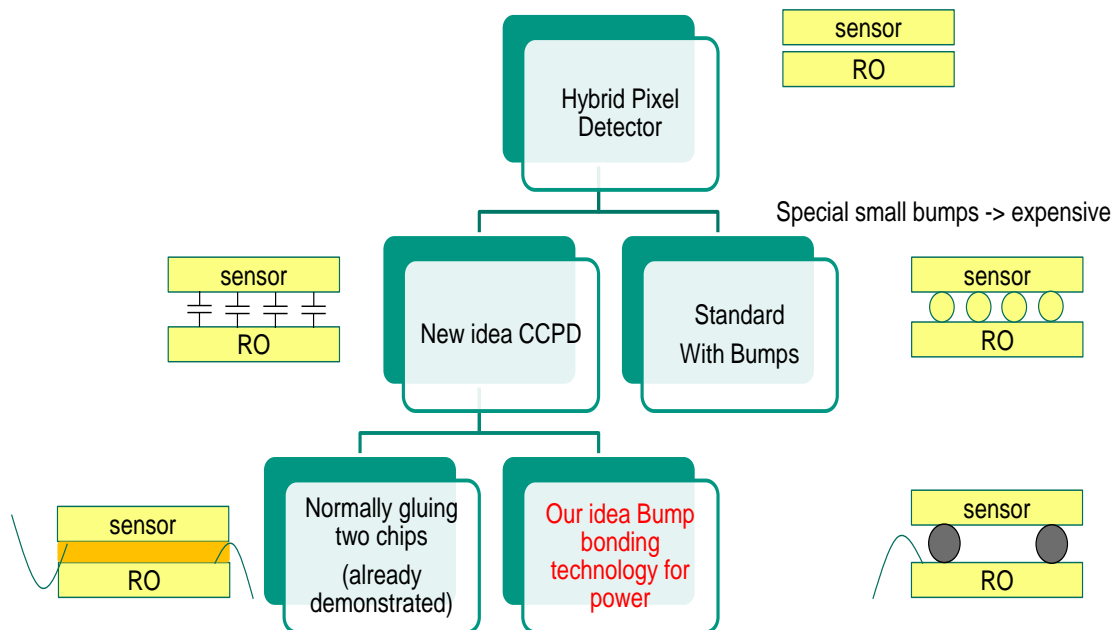 sensor
RO
Hybrid Pixel
Detector
Special small bumps -> expensive
sensor
RO
New idea CCPD
Standard
With Bumps
sensor
RO
sensor
RO
Normally gluing
two chips
(already
demonstrated)
Our idea Bump
bonding
technology for
power
sensor
RO